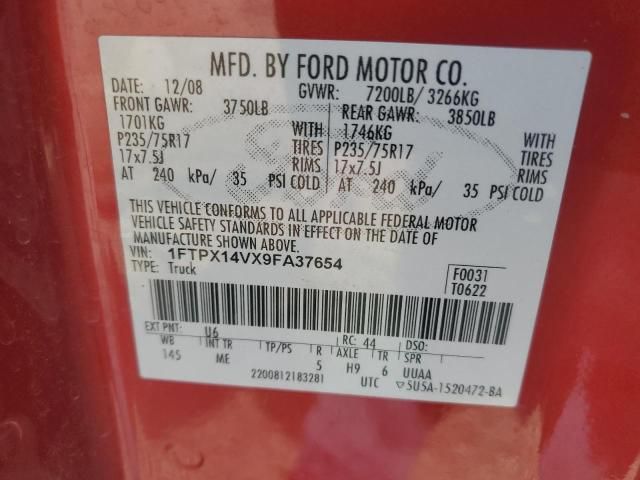 MFD. BY FORD MOTOR CO.
DATE: 12/08 GVWR: 7200LB/ 3266KG
FRONT GAWR: 3750LB REAR GAWR: 3850LB
1701KG WITH 1746KG WITH
P235/75R17 TIRES P235/75R17 TIRES
17x7.5J RIMS 17x7.5J RIMS
AT 240 kPa/ 35 PSI COLD AT 240 kPa/ 35 PSI COLD
Ford
THIS VEHICLE CONFORMS TO ALL APPLICABLE FEDERAL MOTOR
VEHICLE SAFETY STANDARDS IN EFFECT ON THE DATE OF
MANUFACTURE SHOWN ABOVE.
VIN: 1FTPX14VX9FA37654 F0031
TYPE: Truck T0622
EXT PNT: U6 RC: 44 DSO:
WB INT TR TP/PS R AXLE TR SPR
145 ME 5 H9 6 UUAA
2200812183281 UTC ▽5U5A-1520472-BA